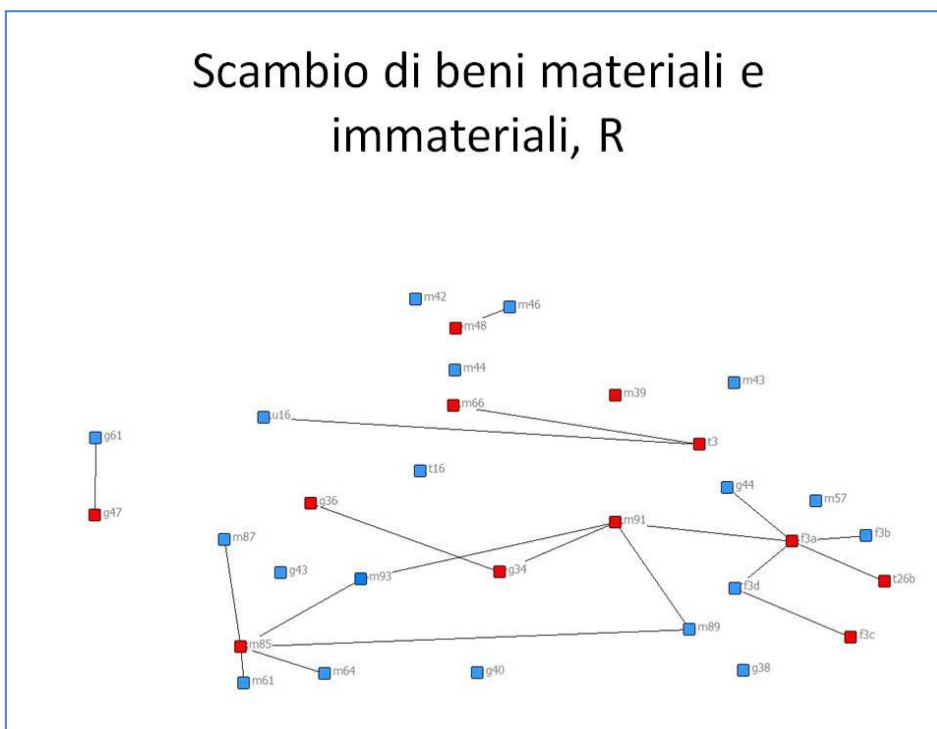 Scambio di beni materiali e
immateriali, R
m42
m46
m48
m44
m43
m39
m66
u16
g61
t3
t16
g44
g36
m57
g47
m91
f3a
f3b
m87
g43
m93
g34
t26b
f3d
m89
f3c
m85
m64
g40
g38
m61